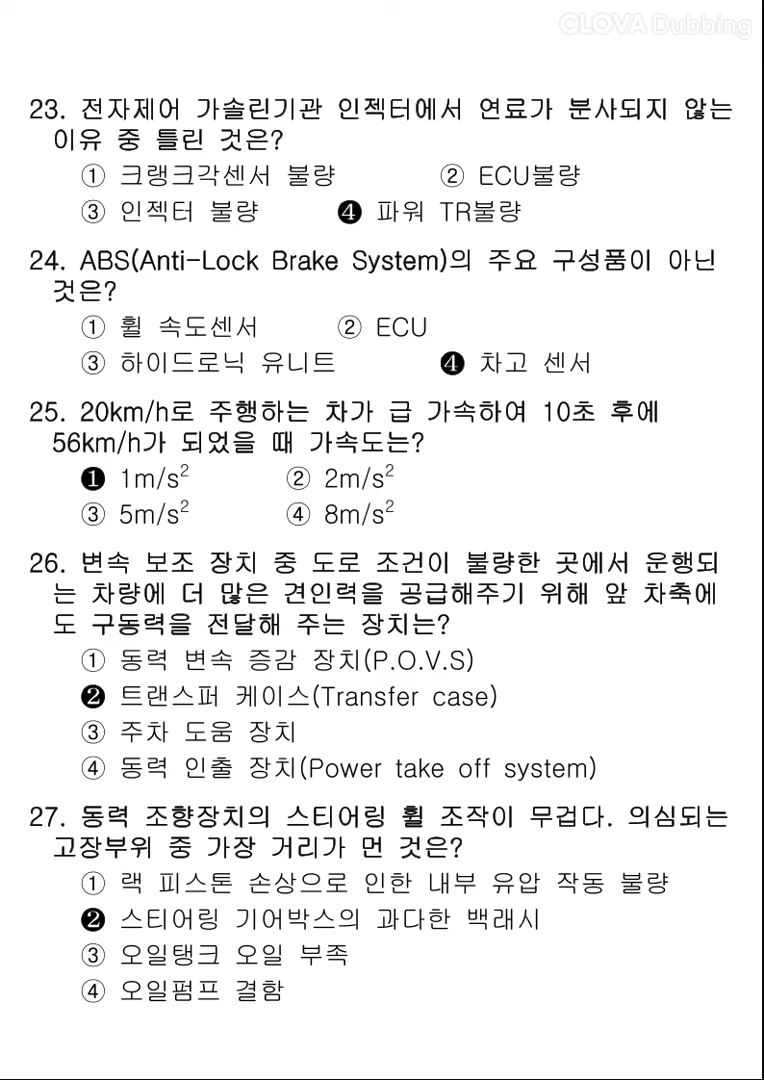 CLOVA Dubbing
23. 전자제어 가솔린기관 인젝터에서 연료가 분사되지 않는
이유 중 틀린 것은?
① 크랭크각센서 불량 ② ECU불량
③ 인젝터 불량 ❹ 파워 TR불량
24. ABS(Anti-Lock Brake System)의 주요 구성품이 아닌
것은?
① 휠 속도센서 ② ECU
③ 하이드로닉 유니트 ❹ 차고 센서
25. 20km/h로 주행하는 차가 급 가속하여 10초 후에
56km/h가 되었을 때 가속도는?
❶ 1m/s² ② 2m/s²
③ 5m/s² ④ 8m/s²
26. 변속 보조 장치 중 도로 조건이 불량한 곳에서 운행되
는 차량에 더 많은 견인력을 공급해주기 위해 앞 차축에
도 구동력을 전달해 주는 장치는?
① 동력 변속 증감 장치(P.O.V.S)
❷ 트랜스퍼 케이스(Transfer case)
③ 주차 도움 장치
④ 동력 인출 장치(Power take off system)
27. 동력 조향장치의 스티어링 휠 조작이 무겁다. 의심되는
고장부위 중 가장 거리가 먼 것은?
① 랙 피스톤 손상으로 인한 내부 유압 작동 불량
❷ 스티어링 기어박스의 과다한 백래시
③ 오일탱크 오일 부족
④ 오일펌프 결함